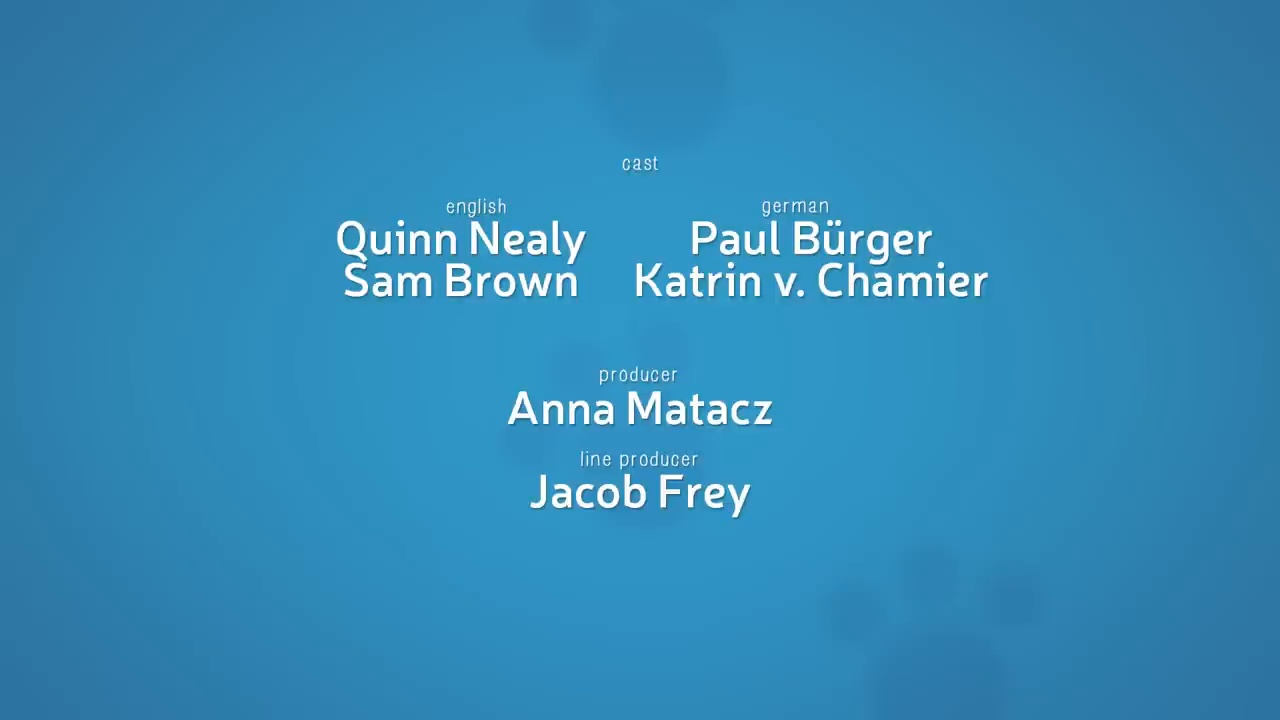 cast
english
Quinn Nealy
Sam Brown
german
Paul Bürger
Katrin v. Chamier
producer
Anna Matacz
line producer
Jacob Frey